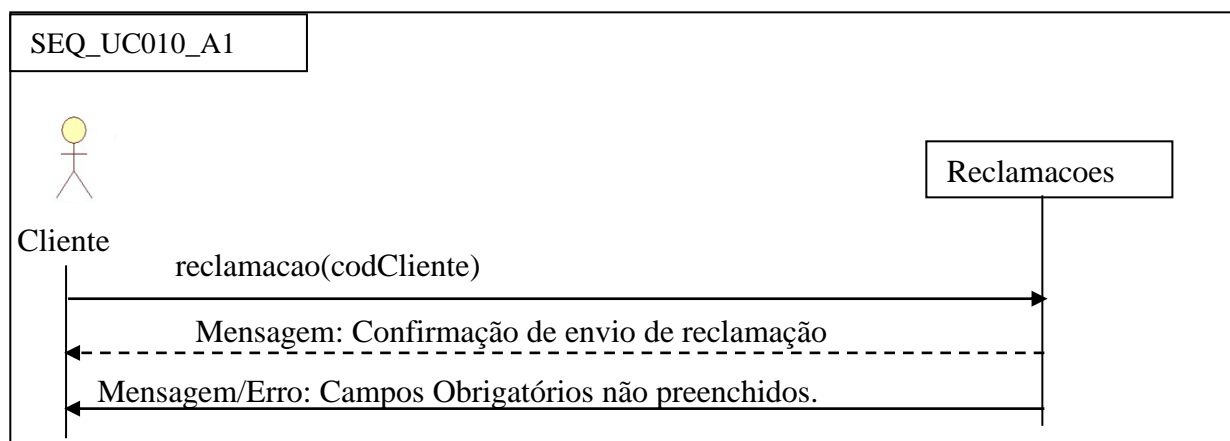 SEQ_UC010_A1
Reclamacoes
Cliente
reclamacao(codCliente)
Mensagem: Confirmação de envio de reclamação
Mensagem/Erro: Campos Obrigatórios não preenchidos.